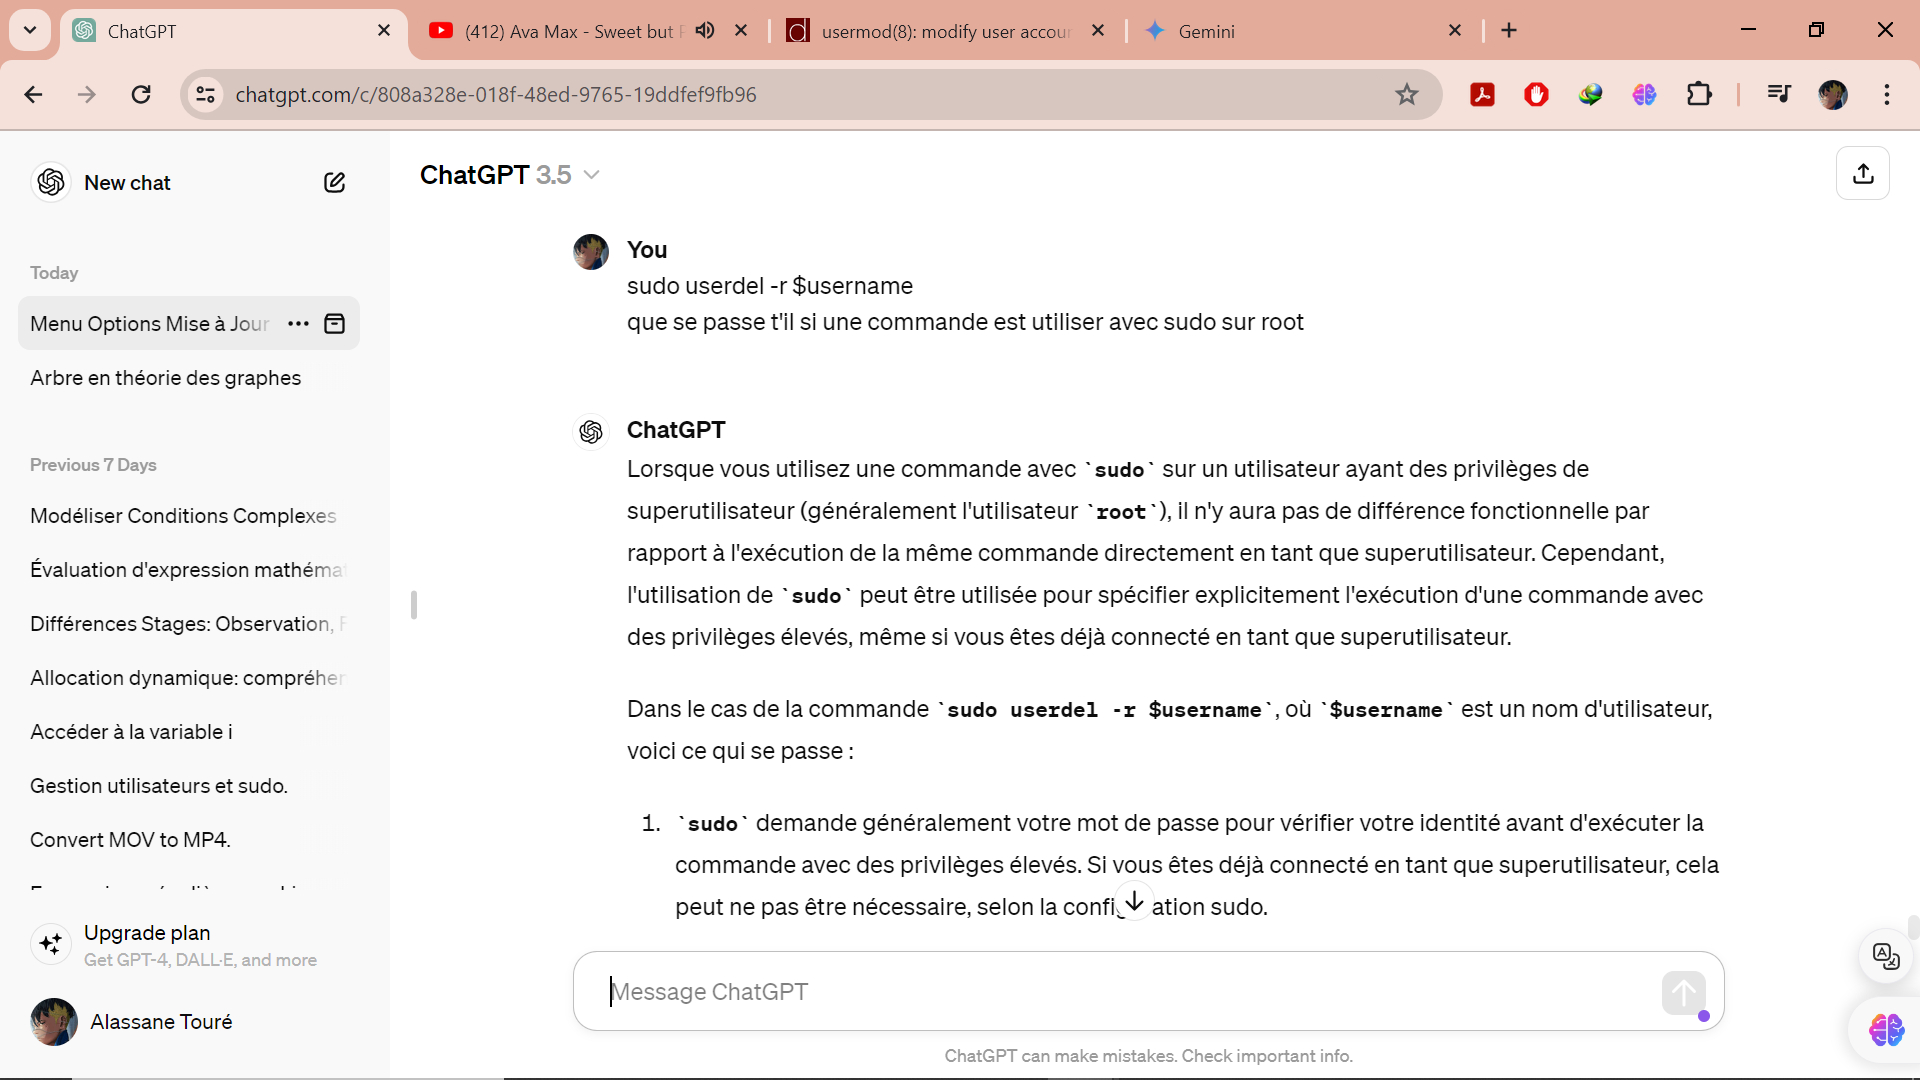 ChatGPT
(412) Ava Max - Sweet but
usermod(8): modify user accour
Gemini
chatgpt.com/c/808a328e-018f-48ed-9765-19ddfef9fb96
New chat
Today
Menu Options Mise à Jour
Arbre en théorie des graphes
Previous 7 Days
Modéliser Conditions Complexes
Évaluation d'expression mathéma
Différences Stages: Observation,
Allocation dynamique: compréhen
Accéder à la variable i
Gestion utilisateurs et sudo.
Convert MOV to MP4.
Upgrade plan
Get GPT-4, DALL·E, and more
Alassane Touré
ChatGPT 3.5
You
sudo userdel -r $username
que se passe t'il si une commande est utiliser avec sudo sur root
ChatGPT
Lorsque vous utilisez une commande avec `sudo` sur un utilisateur ayant des privilèges de
superutilisateur (généralement l'utilisateur `root`), il n'y aura pas de différence fonctionnelle par
rapport à l'exécution de la même commande directement en tant que superutilisateur. Cependant,
l'utilisation de `sudo` peut être utilisée pour spécifier explicitement l'exécution d'une commande avec
des privilèges élevés, même si vous êtes déjà connecté en tant que superutilisateur.
Dans le cas de la commande `sudo userdel -r $username`, où `$username` est un nom d'utilisateur,
voici ce qui se passe :
1. `sudo` demande généralement votre mot de passe pour vérifier votre identité avant d'exécuter la
commande avec des privilèges élevés. Si vous êtes déjà connecté en tant que superutilisateur, cela
peut ne pas être nécessaire, selon la configuration sudo.
Message ChatGPT
ChatGPT can make mistakes. Check important info.